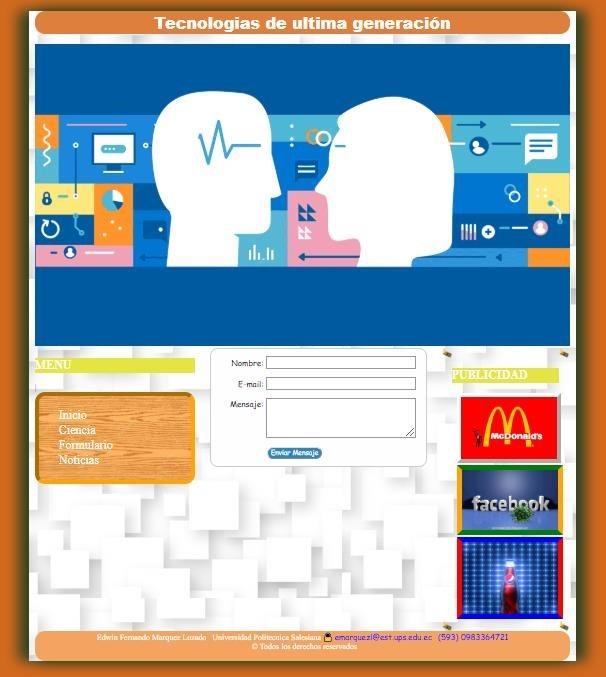 Tecnologias de ultima generación
MENU
Inicio
Ciencia
Formulario
Noticias
Nombre:
E-mail:
Mensaje:
Enviar Mensaje
PUBLICIDAD
McDonald's
facebook
Edwin Fernando Marquez Lozado Universidad Politecnica Salesiana emarquezl@est.ups.edu.ec (593) 0983364721
© Todos los derechos reservados